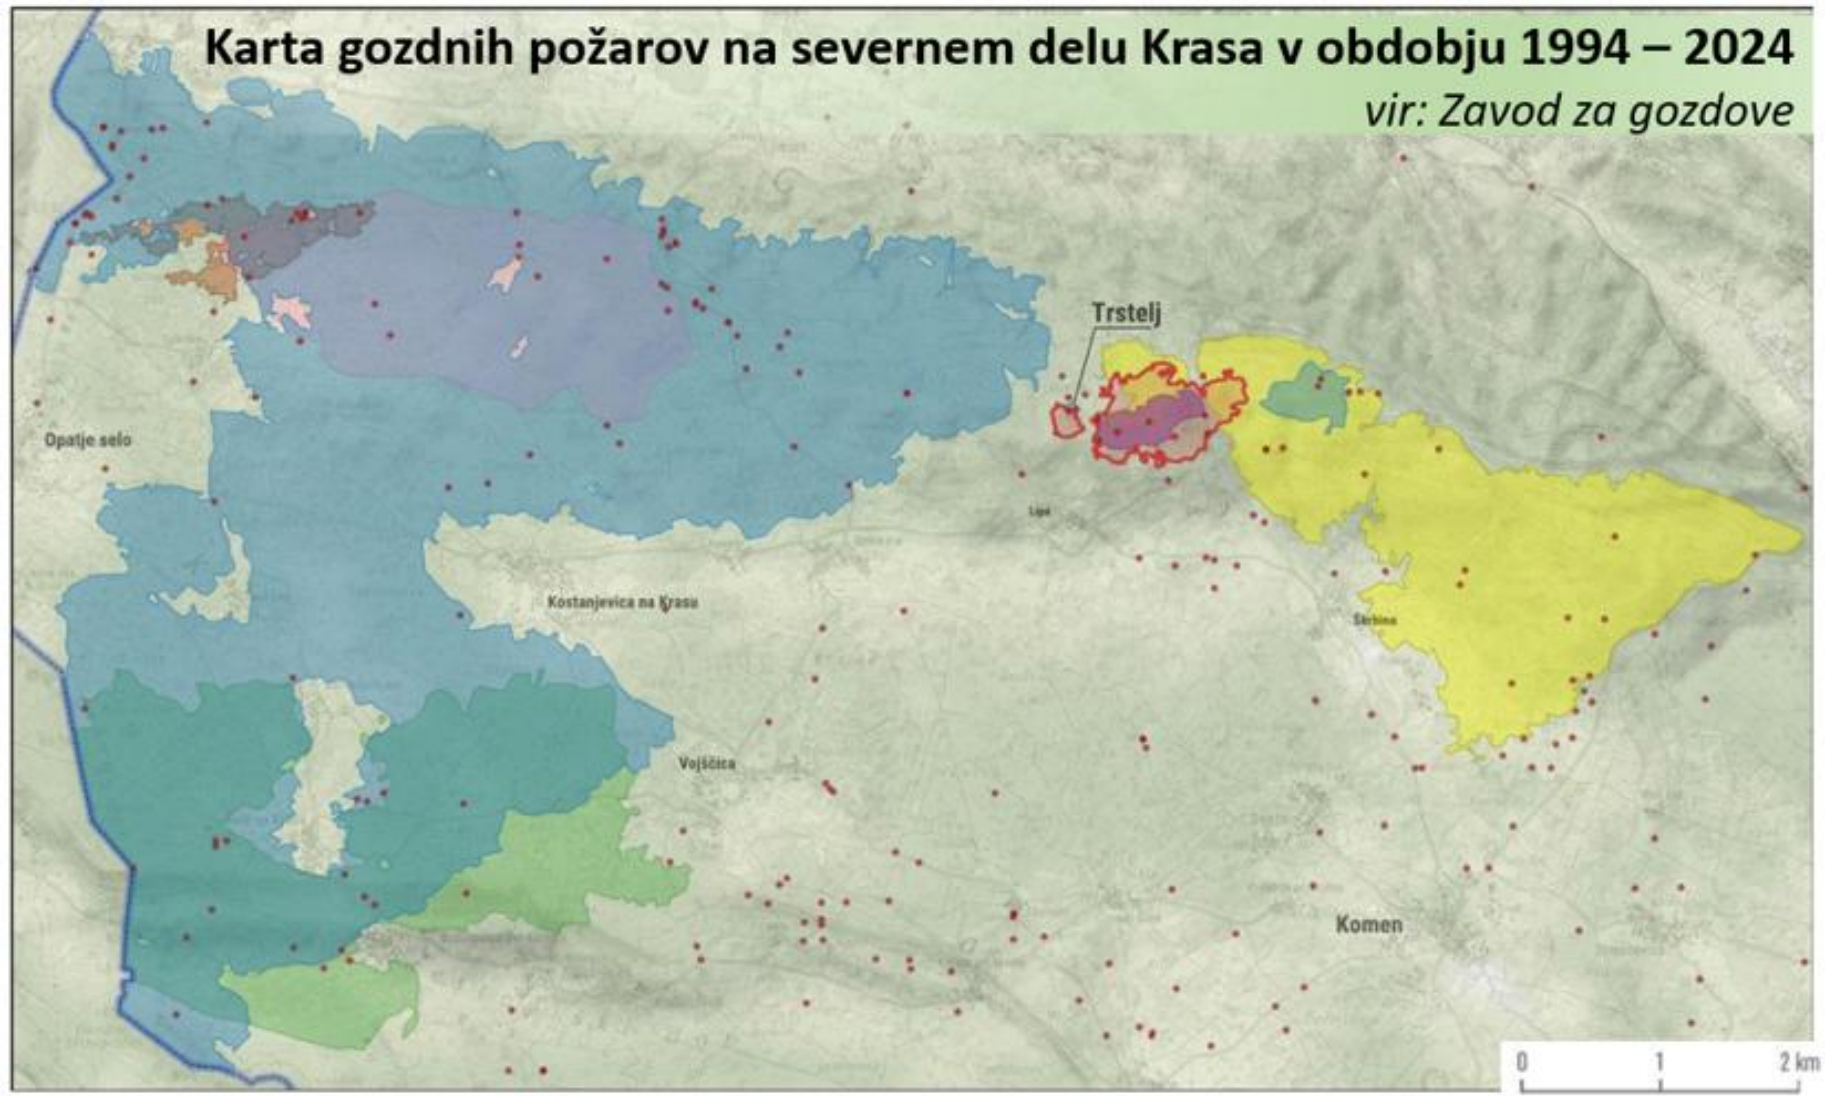 Karta gozdnih požarov na severnem delu Krasa v obdobju 1994 – 2024
vir: Zavod za gozdove
Trstelj
Opatje selo
Lipa
Kostanjevica na Krasu
Škrbina
Vojščica
Komen
0 1 2 km